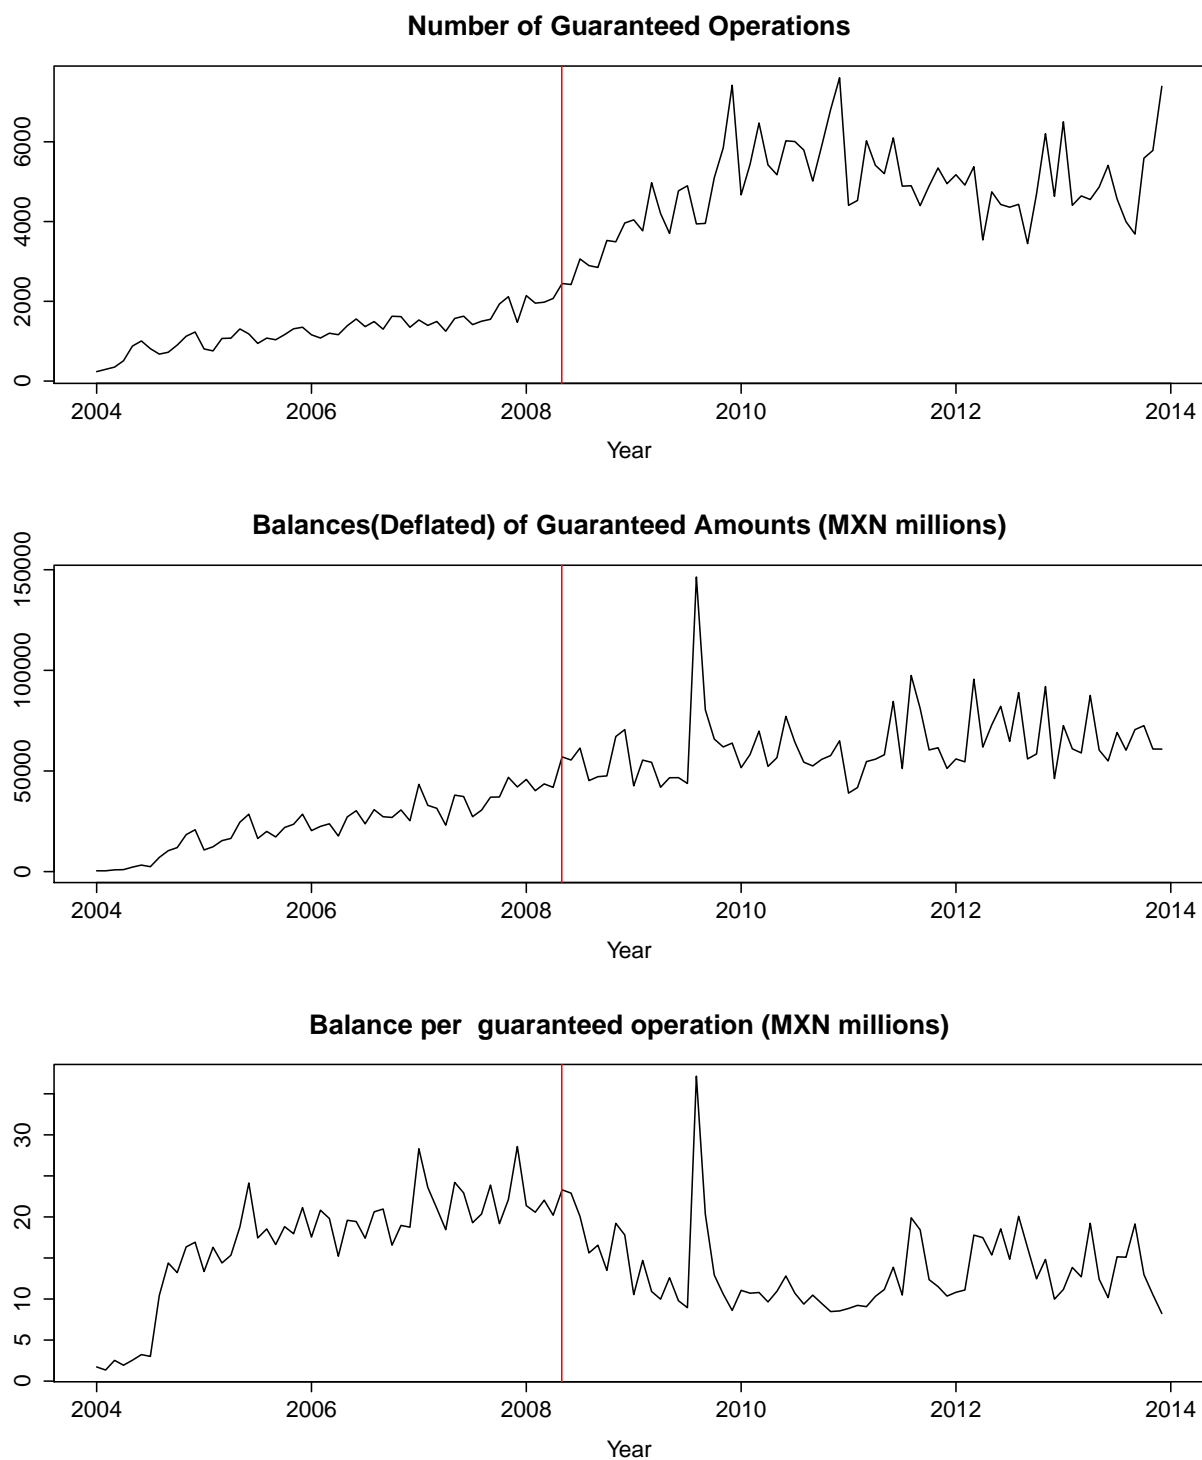 Number of Guaranteed Operations
6000
4000
2000
0
2004 2006 2008 2010 2012 2014
Year
Balances(Deflated) of Guaranteed Amounts (MXN millions)
150000
100000
50000
0
2004 2006 2008 2010 2012 2014
Year
Balance per guaranteed operation (MXN millions)
30
20
10
5
0
2004 2006 2008 2010 2012 2014
Year